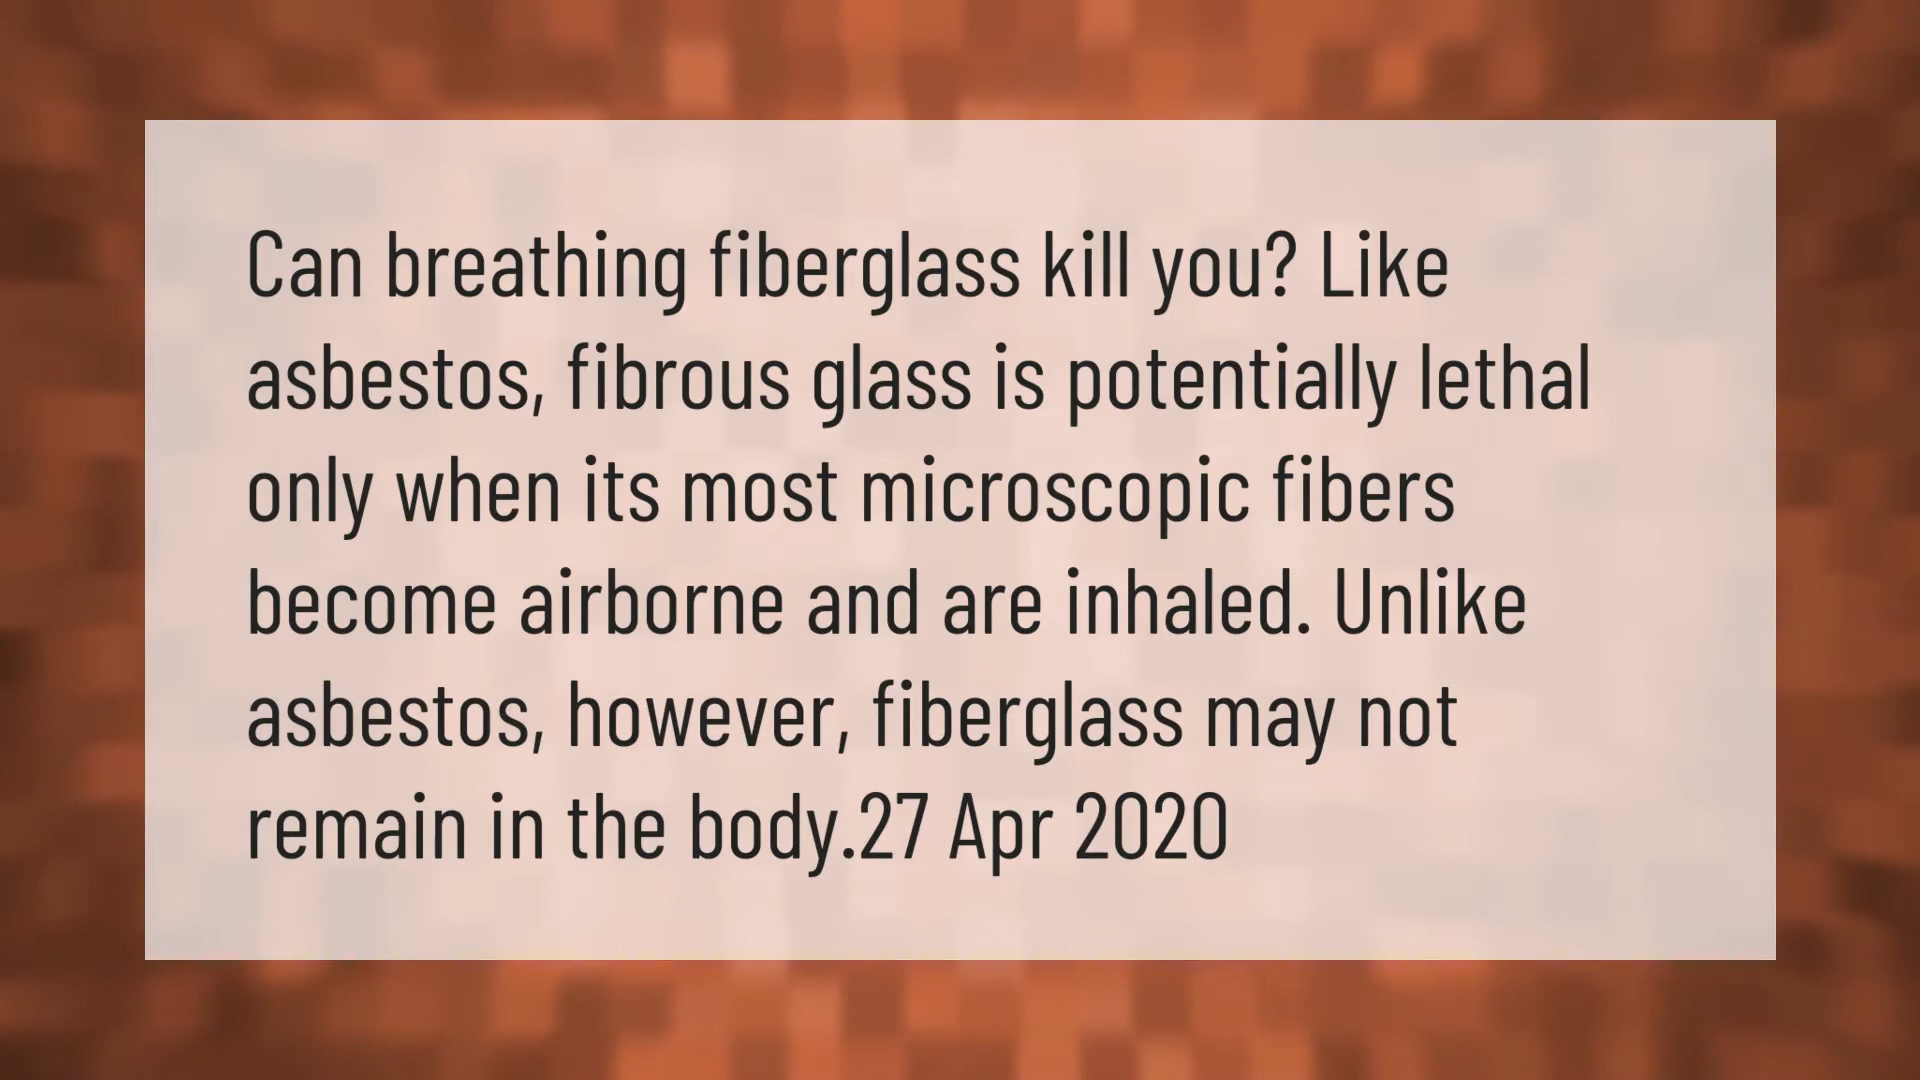 Can breathing fiberglass kill you? Like
asbestos, fibrous glass is potentially lethal
only when its most microscopic fibers
become airborne and are inhaled. Unlike
asbestos, however, fiberglass may not
remain in the body.27 Apr 2020